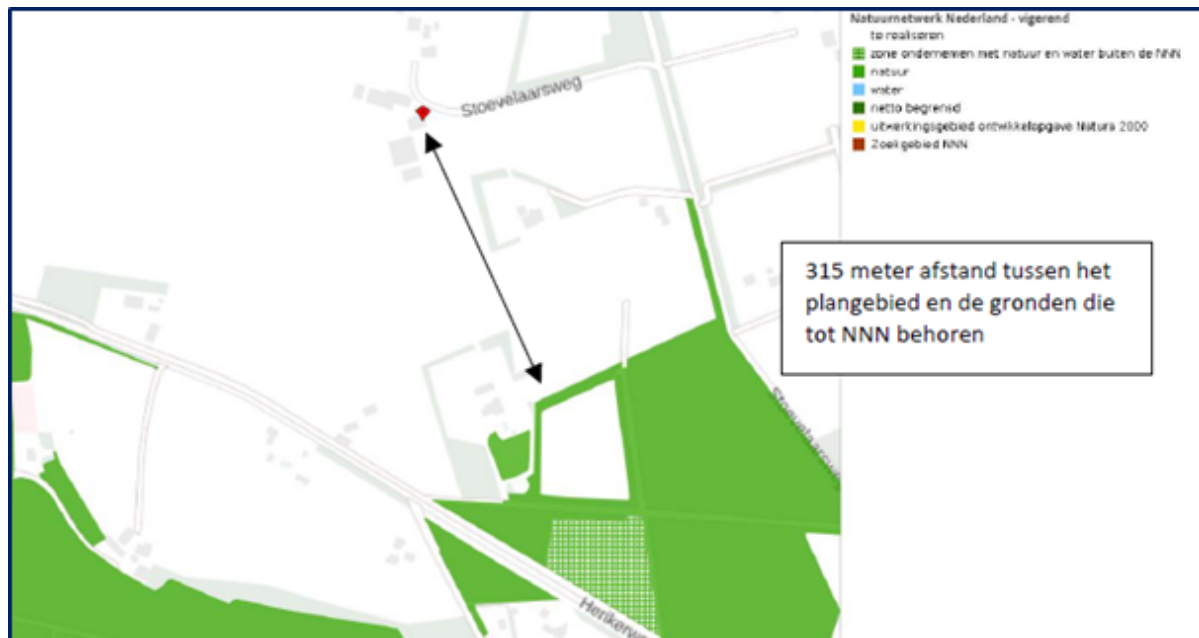 Natuurnetwerk Nederland - vigerend
te realiseren
zone ondernemen met natuur en water buiten de NNN
natuur
water
netto begrensd
uitwerkingsgebied ontwikkelopgave Natura 2000
Zoekgebied NNN
Stoevelaarsweg
315 meter afstand tussen het
plangebied en de gronden die
tot NNN behoren
Stoevelaarsweg